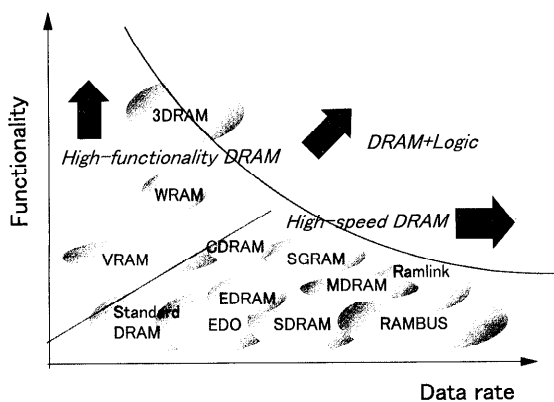 Functionality
3DRAM
High-functionality DRAM
DRAM+Logic
WRAM
High-speed DRAM
CDRAM
VRAM
SGRAM
Ramlink
MDRAM
EDRAM
Standard
DRAM
EDO
SDRAM
RAMBUS
Data rate